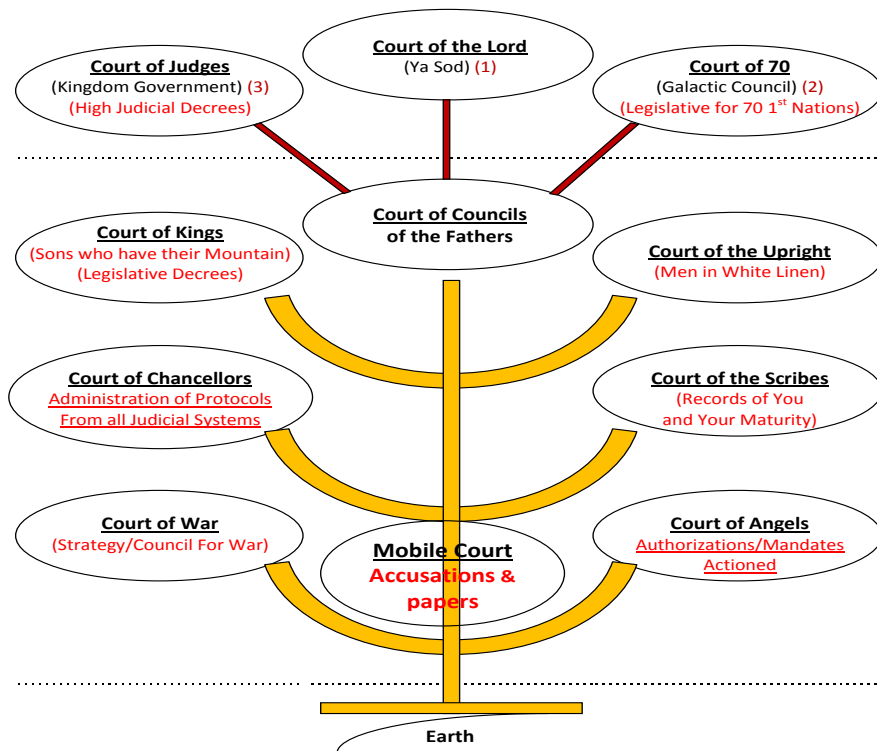 Court of the Lord
(Ya Sod) (1)
Court of Judges
(Kingdom Government) (3)
(High Judicial Decrees)
Court of 70
(Galactic Council) (2)
(Legislative for 70 1st Nations)
Court of Councils
of the Fathers
Court of Kings
(Sons who have their Mountain)
(Legislative Decrees)
Court of the Upright
(Men in White Linen)
Court of Chancellors
Administration of Protocols
From all Judicial Systems
Court of the Scribes
(Records of You
and Your Maturity)
Court of War
(Strategy/Council For War)
Mobile Court
Accusations &
papers
Court of Angels
Authorizations/Mandates
Actioned
Earth